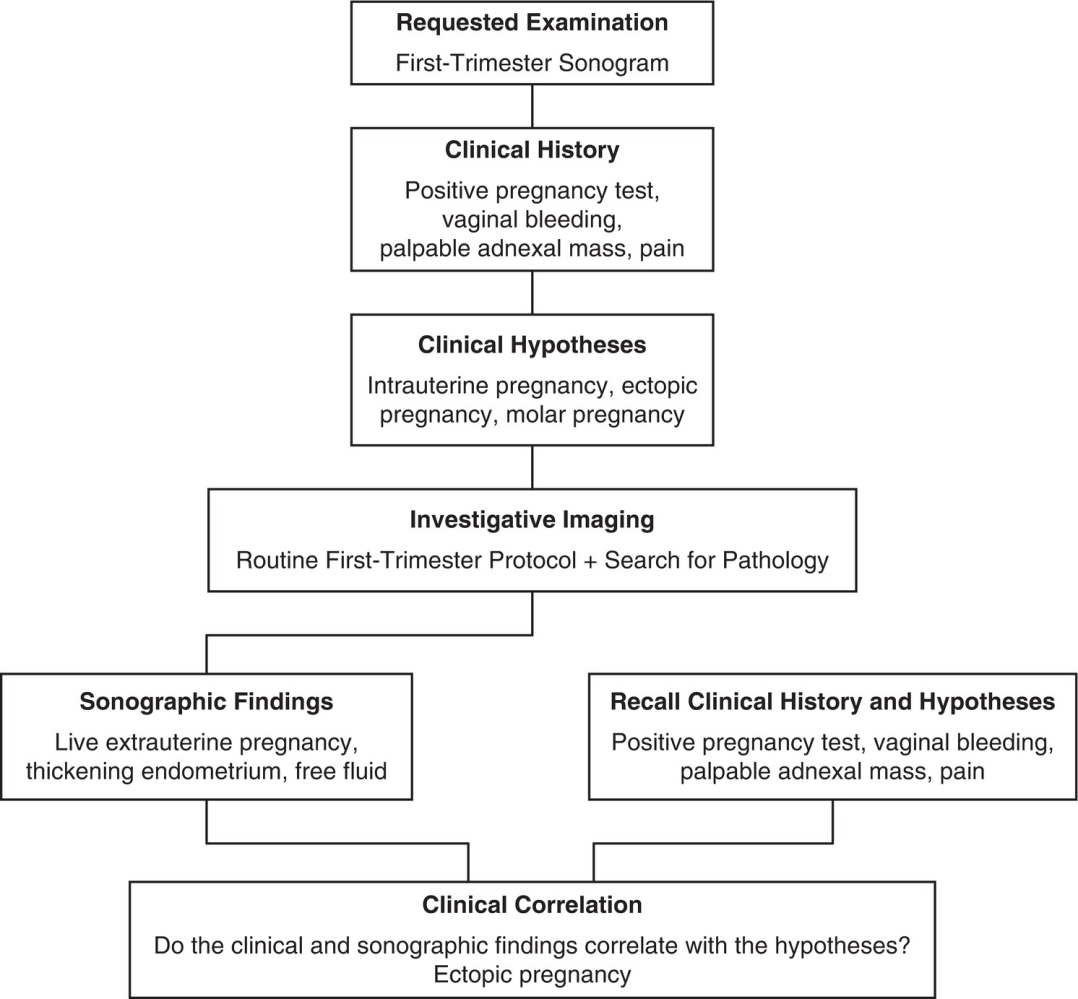 Requested Examination
First-Trimester Sonogram
Clinical History
Positive pregnancy test,
vaginal bleeding,
palpable adnexal mass, pain
Clinical Hypotheses
Intrauterine pregnancy, ectopic
pregnancy, molar pregnancy
Investigative Imaging
Routine First-Trimester Protocol + Search for Pathology
Sonographic Findings
Live extrauterine pregnancy,
thickening endometrium, free fluid
Recall Clinical History and Hypotheses
Positive pregnancy test, vaginal bleeding,
palpable adnexal mass, pain
Clinical Correlation
Do the clinical and sonographic findings correlate with the hypotheses?
Ectopic pregnancy